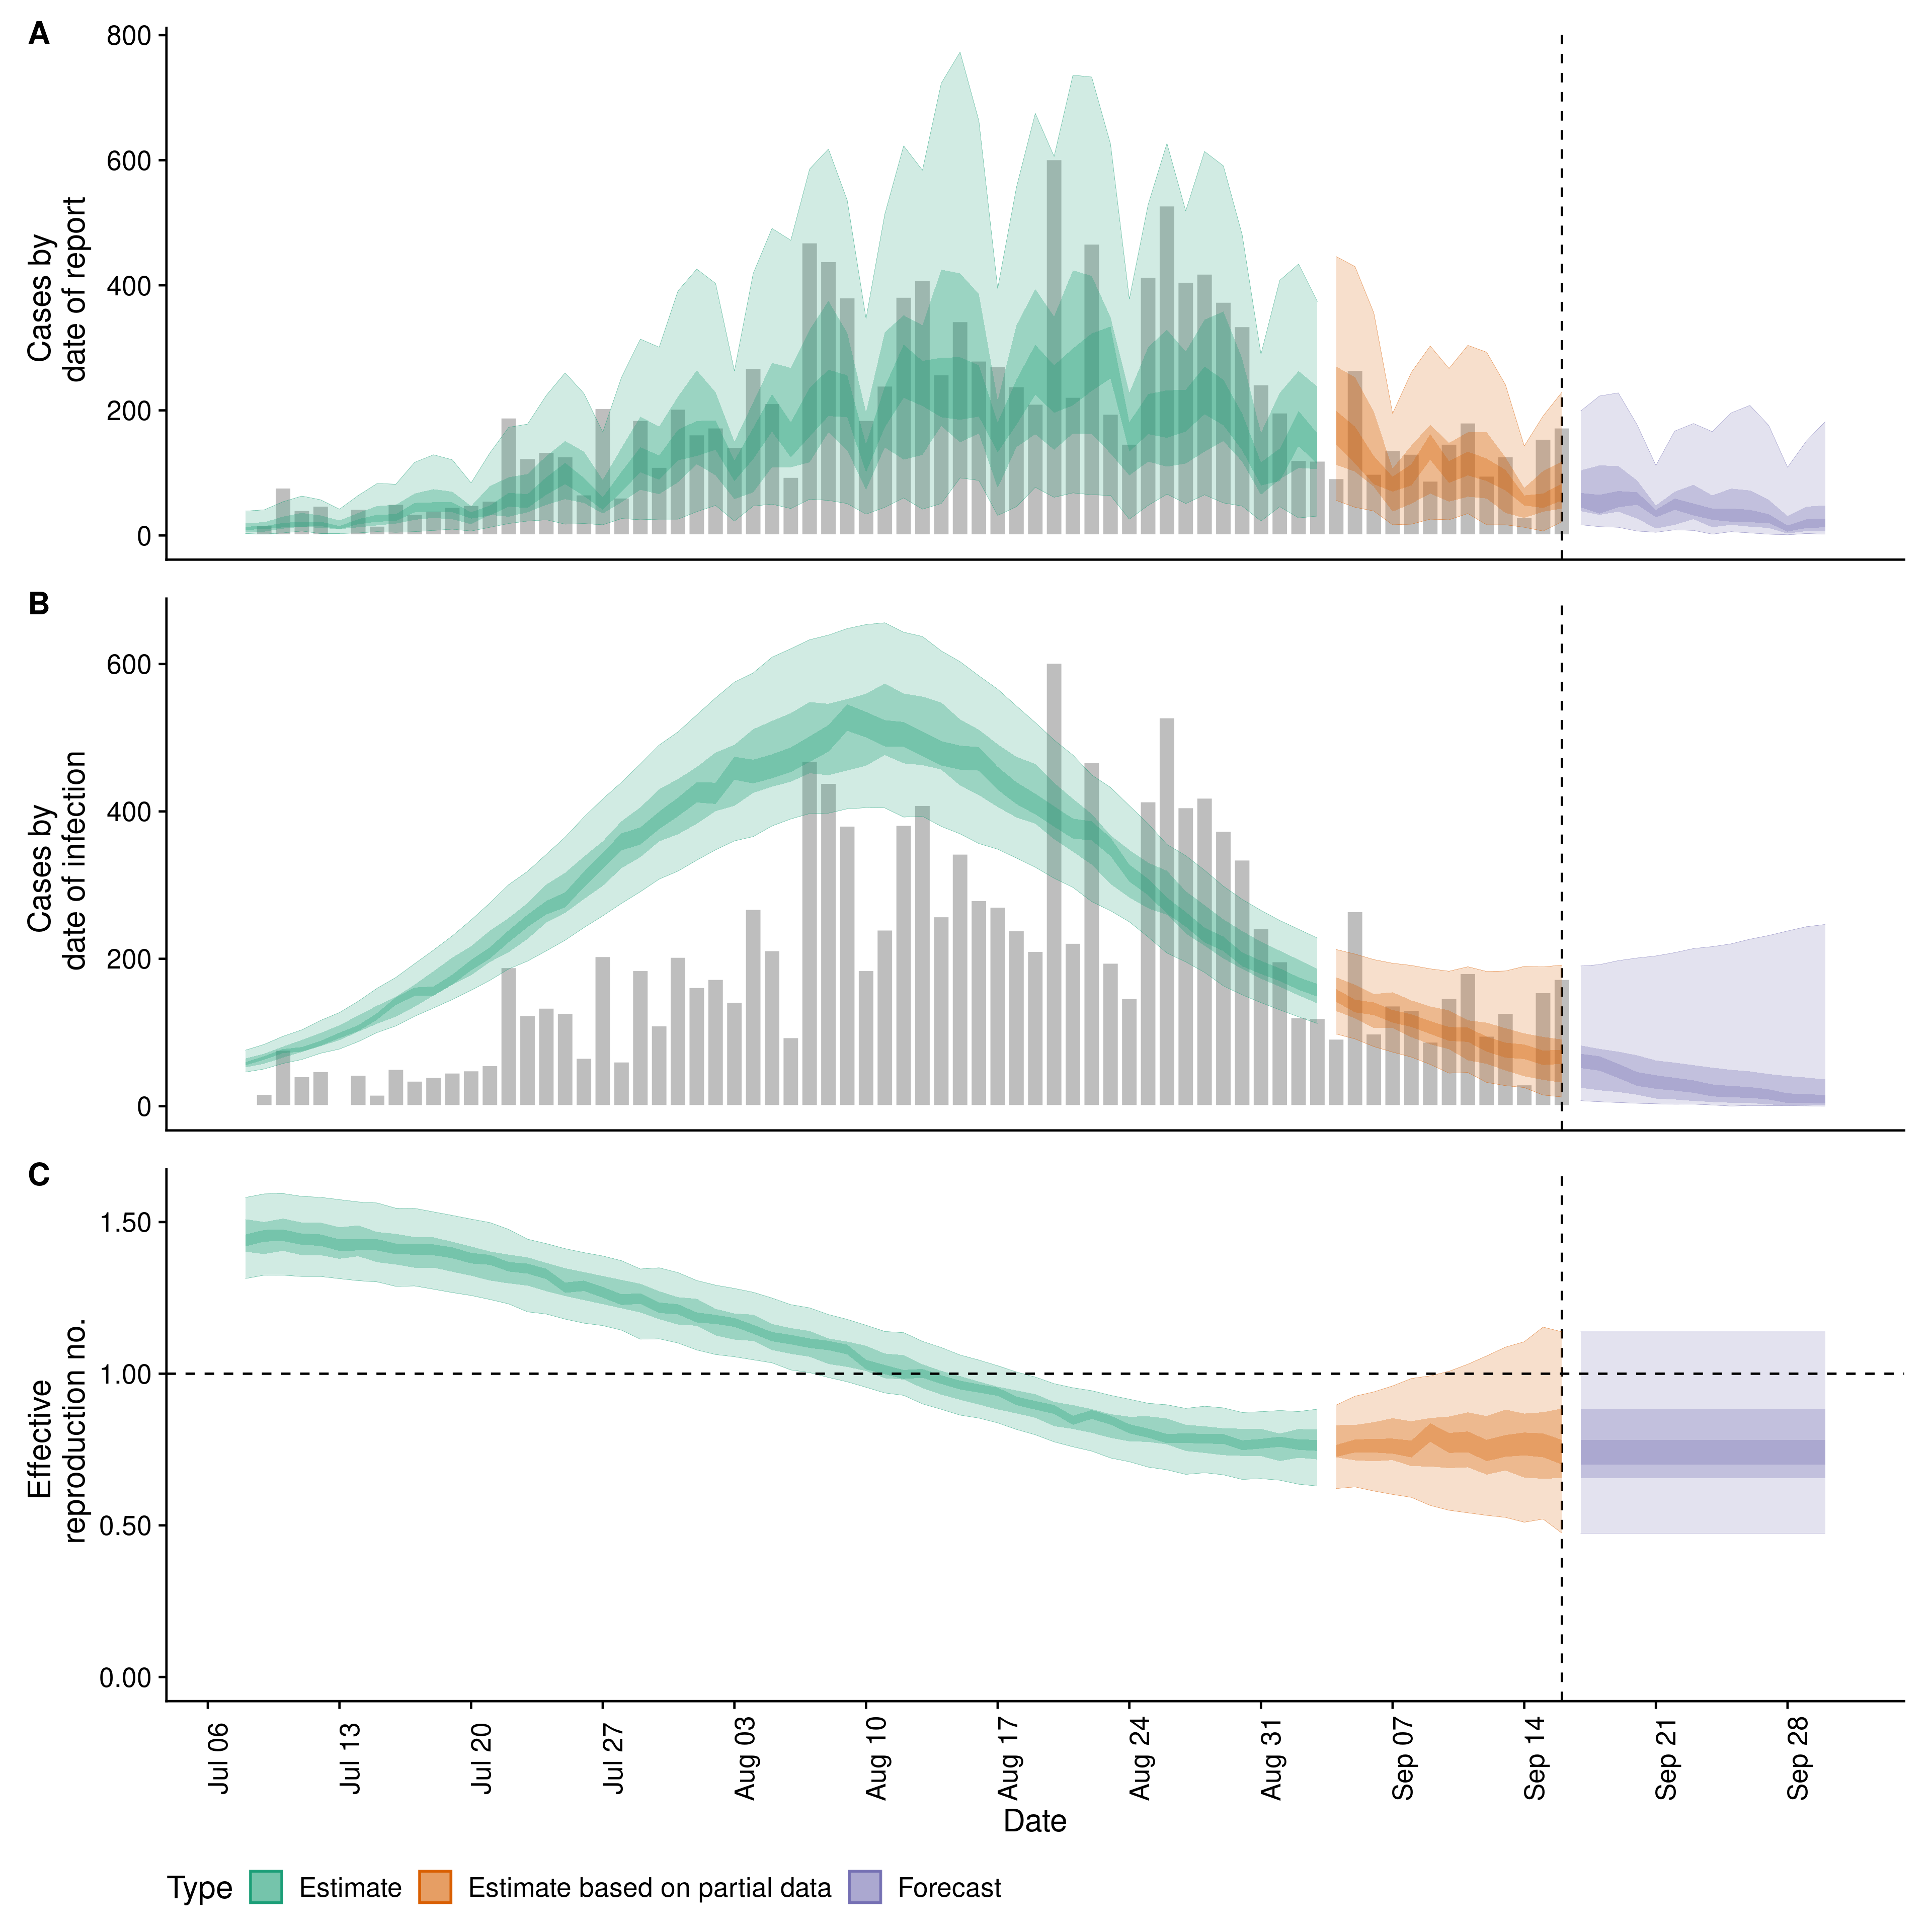 A
800
600
400
200
0
Cases by
date of report
B
600
400
200
0
Cases by
date of infection
C
1.50
1.00
0.50
0.00
Effective
reproduction no.
Jul 06
Jul 13
Jul 20
Jul 27
Aug 03
Aug 10
Aug 17
Aug 24
Aug 31
Sep 07
Sep 14
Sep 21
Sep 28
Date
Type Estimate Estimate based on partial data Forecast